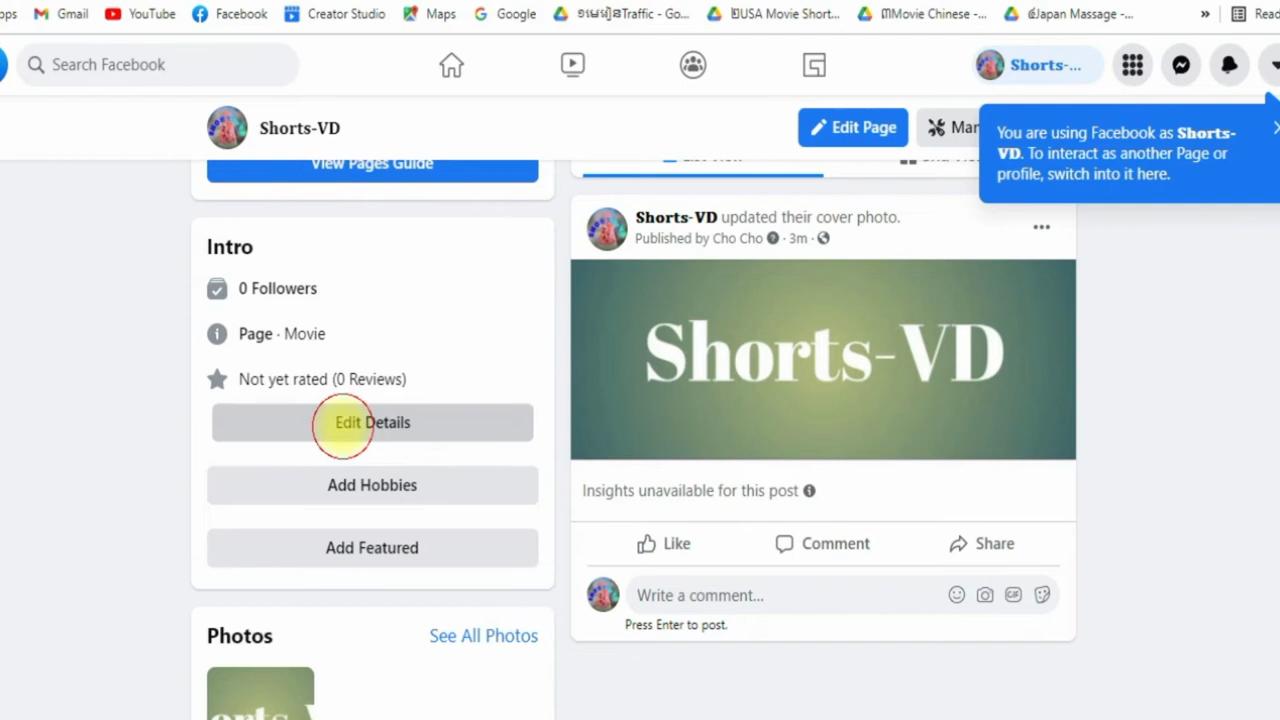 ps Gmail YouTube Facebook Creator Studio Maps Google Traffic - Go... USA Movie Short... Movie Chinese -... Japan Massage -... » Read
Search Facebook
Shorts-...
Shorts-VD
Edit Page
Man
You are using Facebook as Shorts-
VD. To interact as another Page or
profile, switch into it here.
View Pages Guide
Intro
0 Followers
Page · Movie
Not yet rated (0 Reviews)
Edit Details
Add Hobbies
Add Featured
Photos
See All Photos
Shorts-VD updated their cover photo.
Published by Cho Cho · 3m ·
Shorts-VD
Insights unavailable for this post
Like
Comment
Share
Write a comment...
Press Enter to post.